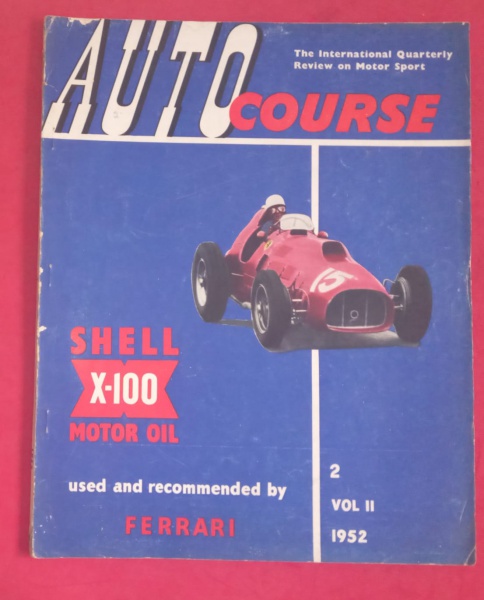 AUTO
COURSE
The International Quarterly
Review on Motor Sport
15
SHELL
X-100
MOTOR OIL
used and recommended by
FERRARI
2
VOL II
1952